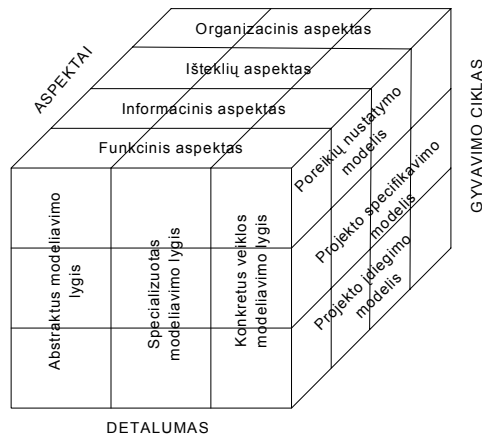 Organizacinis aspektas
Išteklių aspektas
Informacinis aspektas
Funkcinis aspektas
ASPEKTAI
GYVAVIMO CIKLAS
Poreikių nustatymo
modelis
Projekto specifikavimo
modelis
Projekto įdiegimo
modelis
Abstraktus modeliavimo
lygis
Specializuotas
modeliavimo lygis
Konkretus veiklos
modeliavimo lygis
DETALUMAS